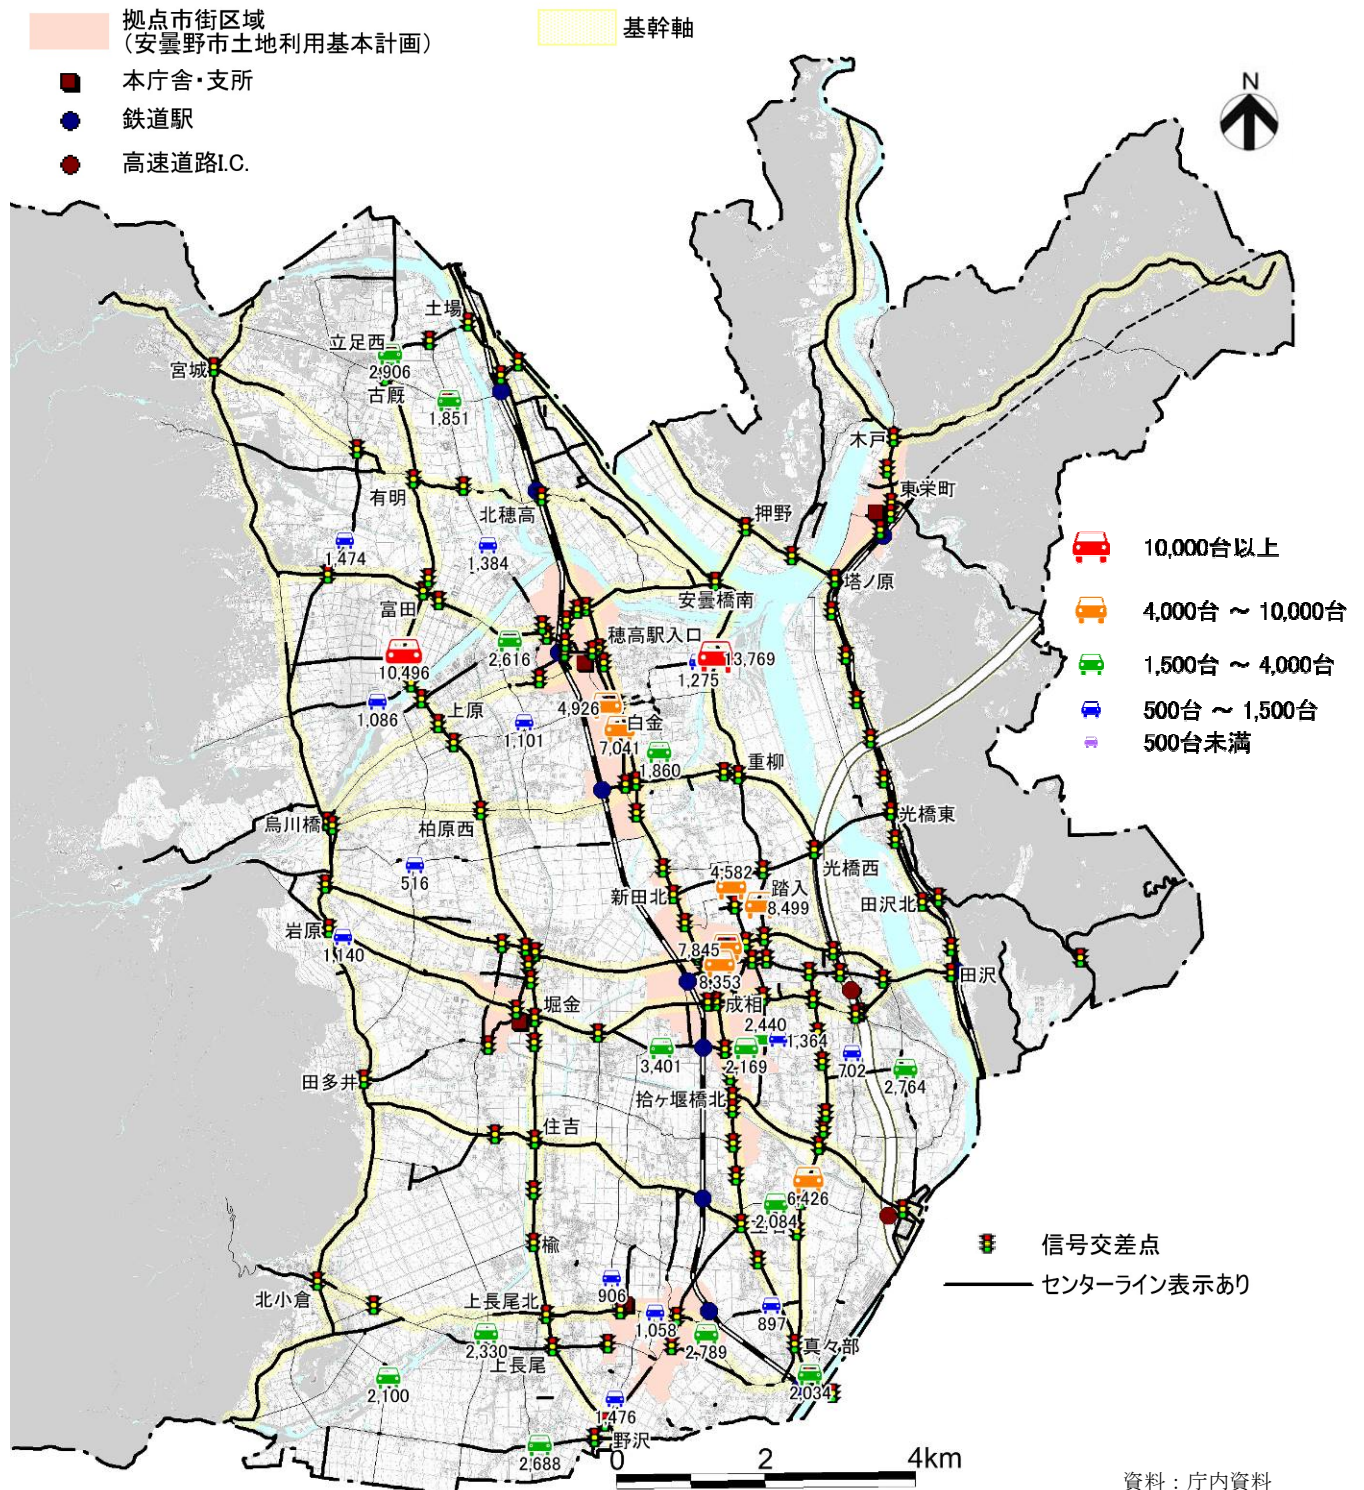 拠点市街区域
(安曇野市土地利用基本計画)
基幹軸
本庁舎・支所
鉄道駅
高速道路I.C.
N
土場
立足西
2,906
古厩
宮城
1,851
木戸
東栄町
有明
北穂高
押野
1,474
1,384
10,000台以上
塔ノ原
安曇橋南
富田
4,000台 ～ 10,000台
穂高駅入口
2,616
13,769
10,496
1,275
1,500台 ～ 4,000台
1,086
上原
4,926
白金
500台 ～ 1,500台
1,101
7,041
500台未満
1,860
重柳
烏川橋
柏原西
光橋東
516
光橋西
4,582
踏入
新田北
8,499
田沢北
岩原
1,140
7,845
田沢
8,353
堀金
成相
2,440
1,364
3,401
2,169
702
2,764
田多井
拾ヶ堰橋北
住吉
6,426
2,084
信号交差点
楡
センターライン表示あり
906
北小倉
上長尾北
1,058
897
2,330
2,789
真々部
上長尾
2,100
2,034
1,476
野沢
2,688
0
2
4km
資料：庁内資料